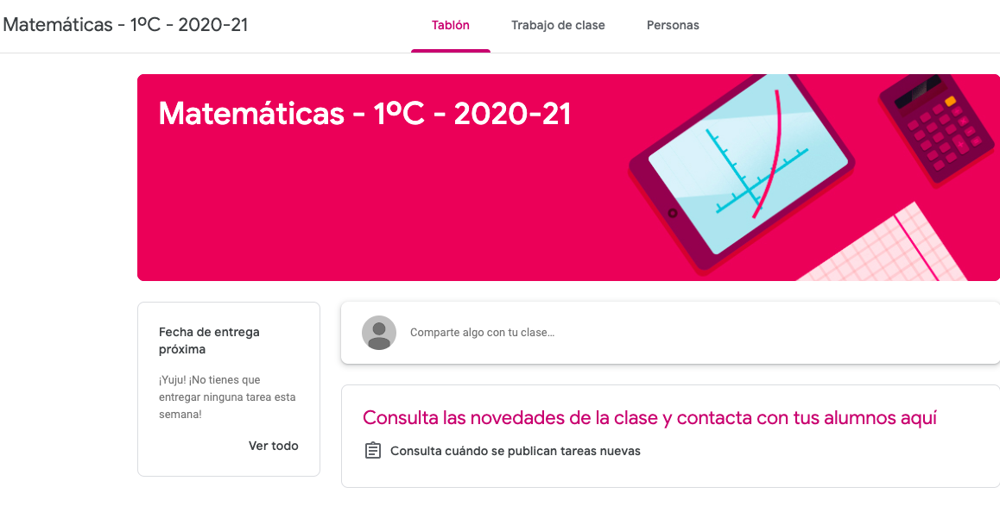 Matemáticas - 1ºC - 2020-21
Tablón
Trabajo de clase
Personas
Matemáticas - 1ºC - 2020-21
Fecha de entrega
próxima
¡Yuju! ¡No tienes que
entregar ninguna tarea esta
semana!
Ver todo
Comparte algo con tu clase...
Consulta las novedades de la clase y contacta con tus alumnos aquí
Consulta cuándo se publican tareas nuevas